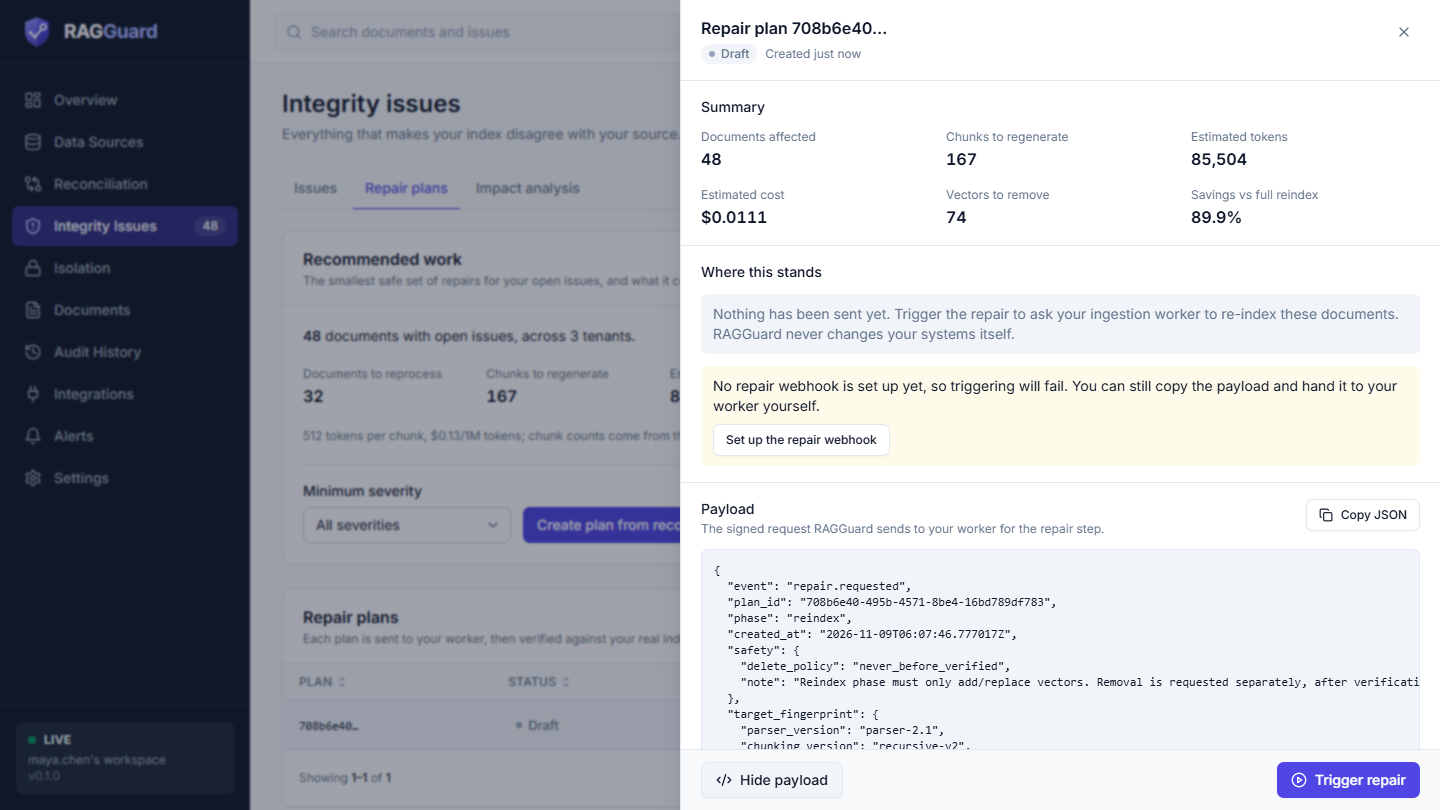 RAGGuard
Overview
Data Sources
Reconciliation
Integrity Issues 48
Isolation
Documents
Audit History
Integrations
Alerts
Settings
LIVE
maya.chen's workspace
v0.1.0
Search documents and issues
Integrity issues
Everything that makes your index disagree with your source.
Issues Repair plans Impact analysis
Recommended work
The smallest safe set of repairs for your open issues, and what it
48 documents with open issues, across 3 tenants.
Documents to reprocess Chunks to regenerate
32 167
512 tokens per chunk, $0.13/1M tokens; chunk counts come from
Minimum severity
All severities Create plan from
Repair plans
Each plan is sent to your worker, then verified against your real
PLAN STATUS
708b6e40… Draft
Showing 1–1 of 1
Repair plan 708b6e40...
Draft Created just now
Summary
Documents affected Chunks to regenerate Estimated tokens
48 167 85,504
Estimated cost Vectors to remove Savings vs full reindex
$0.0111 74 89.9%
Where this stands
Nothing has been sent yet. Trigger the repair to ask your ingestion worker to re-index these documents.
RAGGuard never changes your systems itself.
No repair webhook is set up yet, so triggering will fail. You can still copy the payload and hand it to your
worker yourself.
Set up the repair webhook
Payload
The signed request RAGGuard sends to your worker for the repair step.
Copy JSON
{
"event": "repair.requested",
"plan_id": "708b6e40-495b-4571-8be4-16bd789df783",
"phase": "reindex",
"created_at": "2026-11-09T06:07:46.777017Z",
"safety": {
"delete_policy": "never_before_verified",
"note": "Reindex phase must only add/replace vectors. Removal is requested separately, after verificati
},
"target_fingerprint": {
"parser_version": "parser-2.1",
"chunking_version": "recursive-v2",
Hide payload Trigger repair